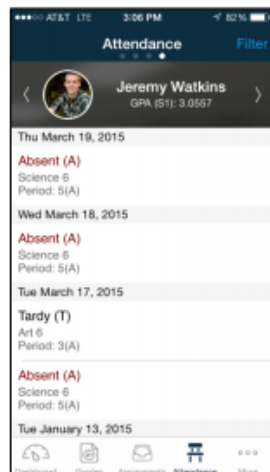 AT&T LTE 3:06 PM 82%
Attendance Filter
Jeremy Watkins
GPA (S1): 3.0557
Thu March 19, 2015
Absent (A)
Science 6
Period: 5(A)
Wed March 18, 2015
Absent (A)
Science 6
Period: 5(A)
Tue March 17, 2015
Tardy (T)
Art 6
Period: 3(A)
Absent (A)
Science 6
Period: 5(A)
Tue January 13, 2015
Dashboard Grades Assignments Attendance More